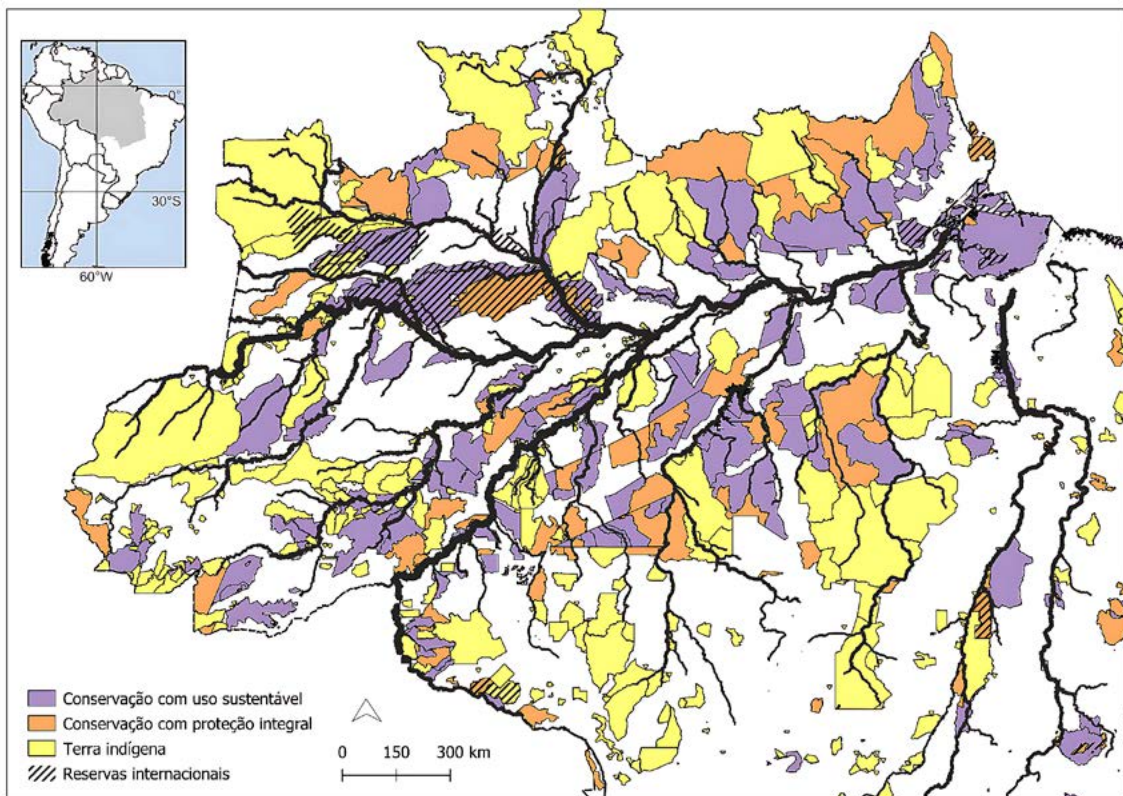 0°
30°S
60°W
Conservação com uso sustentável
Conservação com proteção integral
Terra indígena
Reservas internacionais
0 150 300 km